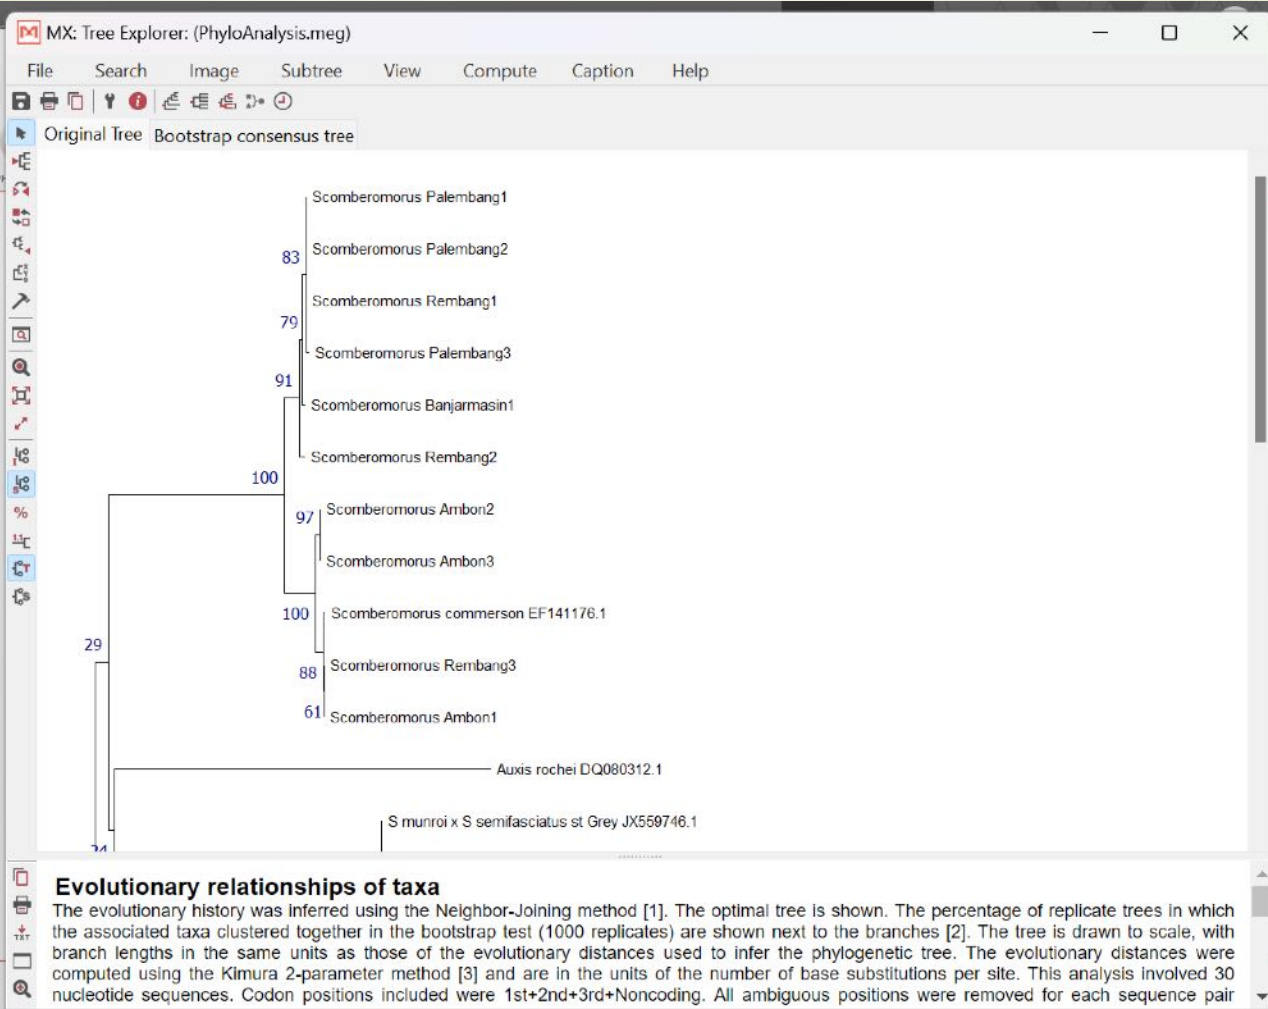 MX: Tree Explorer: (PhyloAnalysis.meg)
File Search Image Subtree View Compute Caption Help
Original Tree Bootstrap consensus tree
Scomberomorus Palembang1
Scomberomorus Palembang2
83
Scomberomorus Rembang1
79
Scomberomorus Palembang3
91
Scomberomorus Banjarmasin1
Scomberomorus Rembang2
100
Scomberomorus Ambon2
97
Scomberomorus Ambon3
100
Scomberomorus commerson EF141176.1
29
Scomberomorus Rembang3
88
61
Scomberomorus Ambon1
Auxis rochei DQ080312.1
S munroi x S semifasciatus st Grey JX559746.1
Evolutionary relationships of taxa
The evolutionary history was inferred using the Neighbor-Joining method [1]. The optimal tree is shown. The percentage of replicate trees in which
the associated taxa clustered together in the bootstrap test (1000 replicates) are shown next to the branches [2]. The tree is drawn to scale, with
branch lengths in the same units as those of the evolutionary distances used to infer the phylogenetic tree. The evolutionary distances were
computed using the Kimura 2-parameter method [3] and are in the units of the number of base substitutions per site. This analysis involved 30
nucleotide sequences. Codon positions included were 1st+2nd+3rd+Noncoding. All ambiguous positions were removed for each sequence pair